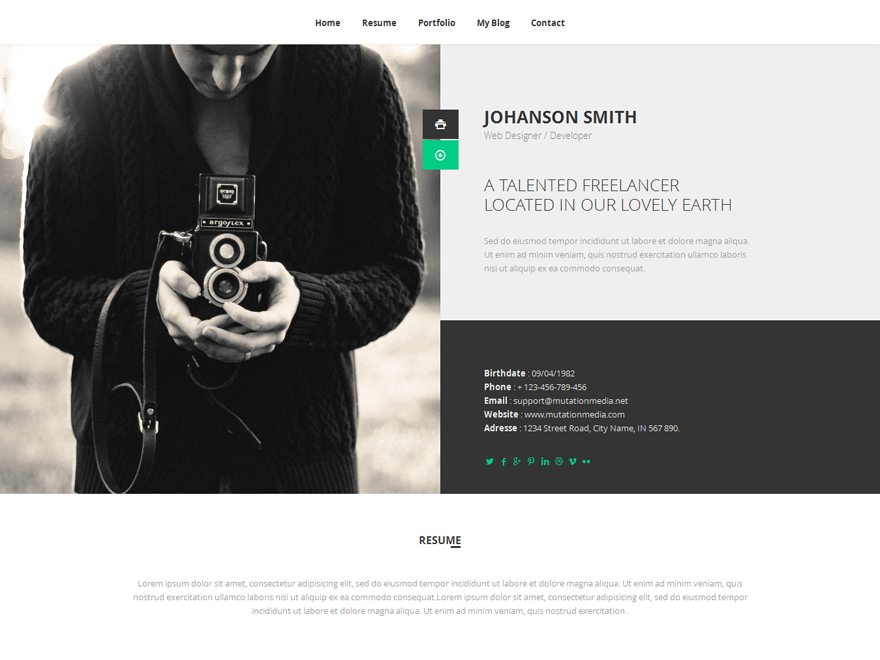 Home Resume Portfolio My Blog Contact
argoflex
JOHANSON SMITH
Web Designer / Developer
A TALENTED FREELANCER
LOCATED IN OUR LOVELY EARTH
Sed do eiusmod tempor incididunt ut labore et dolore magna aliqua.
Ut enim ad minim veniam, quis nostrud exercitation ullamco laboris
nisi ut aliquip ex ea commodo consequat.
Birthdate : 09/04/1982
Phone : + 123-456-789-456
Email : support@mutationmedia.net
Website : www.mutationmedia.com
Adresse : 1234 Street Road, City Name, IN 567 890.
RESUME
Lorem ipsum dolor sit amet, consectetur adipisicing elit, sed do eiusmod tempor incididunt ut labore et dolore magna aliqua. Ut enim ad minim veniam, quis
nostrud exercitation ullamco laboris nisi ut aliquip ex ea commodo consequat.Lorem ipsum dolor sit amet, consectetur adipisicing elit, sed do eiusmod tempor
incididunt ut labore et dolore magna aliqua. Ut enim ad minim veniam, quis nostrud exercitation .